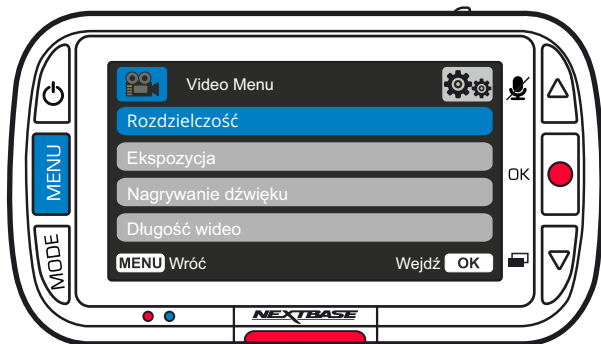 Video Menu
Rozdzielczość
Ekspozycja
Nagrywanie dźwięku
Długość wideo
MENU Wróć
Wejdź OK
MENU
MODE
OK
NEXTBASE